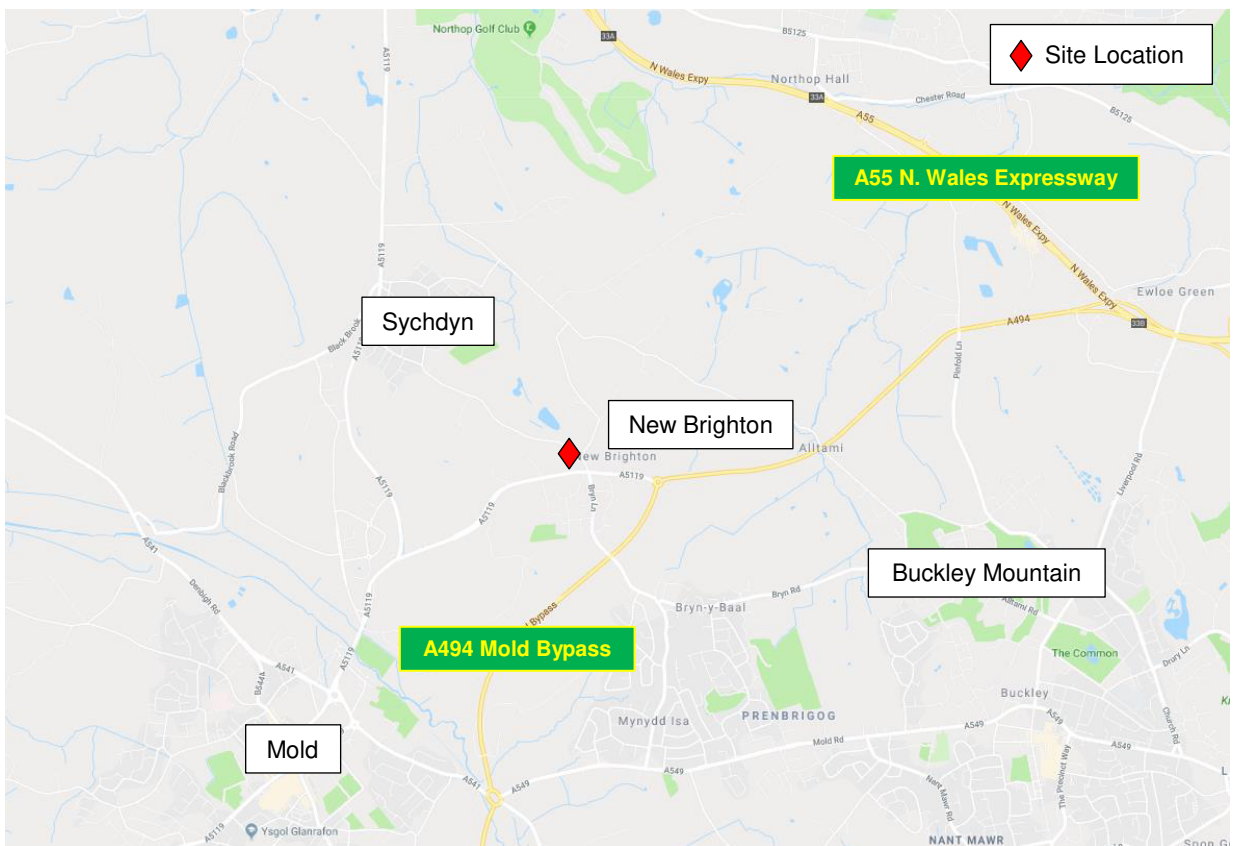 Northop Golf Club
A5119
33A
B5125
Site Location
N Wales Expy
Northop Hall
33A
Chester Road
B5125
A55
A55 N. Wales Expressway
N Wales Expy
A5119
N Wales Expy
Ewloe Green
Sychdyn
Black Brook
A494
33B
Pinfold Ln
New Brighton
New Brighton
Alltami
Liverpool Rd
Blackbrook Road
A5119
A5119
Bryn Ln
A5119
A541
Buckley Mountain
Denbigh Rd
Bryn Rd
Bryn-y-Baal
Alltami Rd
Bypass
A494 Mold Bypass
A5119
The Common
Drury Ln
A541
B5444
Buckley
Mynydd Isa
PRENBRIGOG
A549
A549
Church Rd
Mold
Mold Rd
A549
A541
A549
Nant Mawr Rd
The Precinct Way
Ysgol Glanrafon
A5119
NANT MAWR